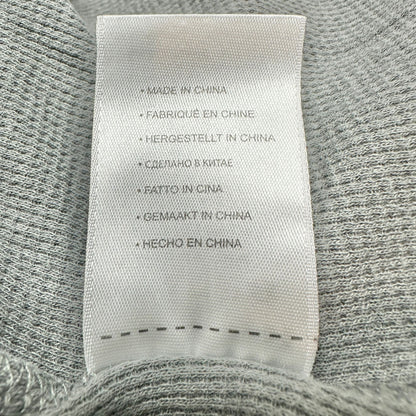 • MADE IN CHINA
• FABRIQUÉ EN CHINE
• HERGESTELLT IN CHINA
• СДЕЛАНО В КИТАЕ
• FATTO IN CINA
• GEMAAKT IN CHINA
• HECHO EN CHINA